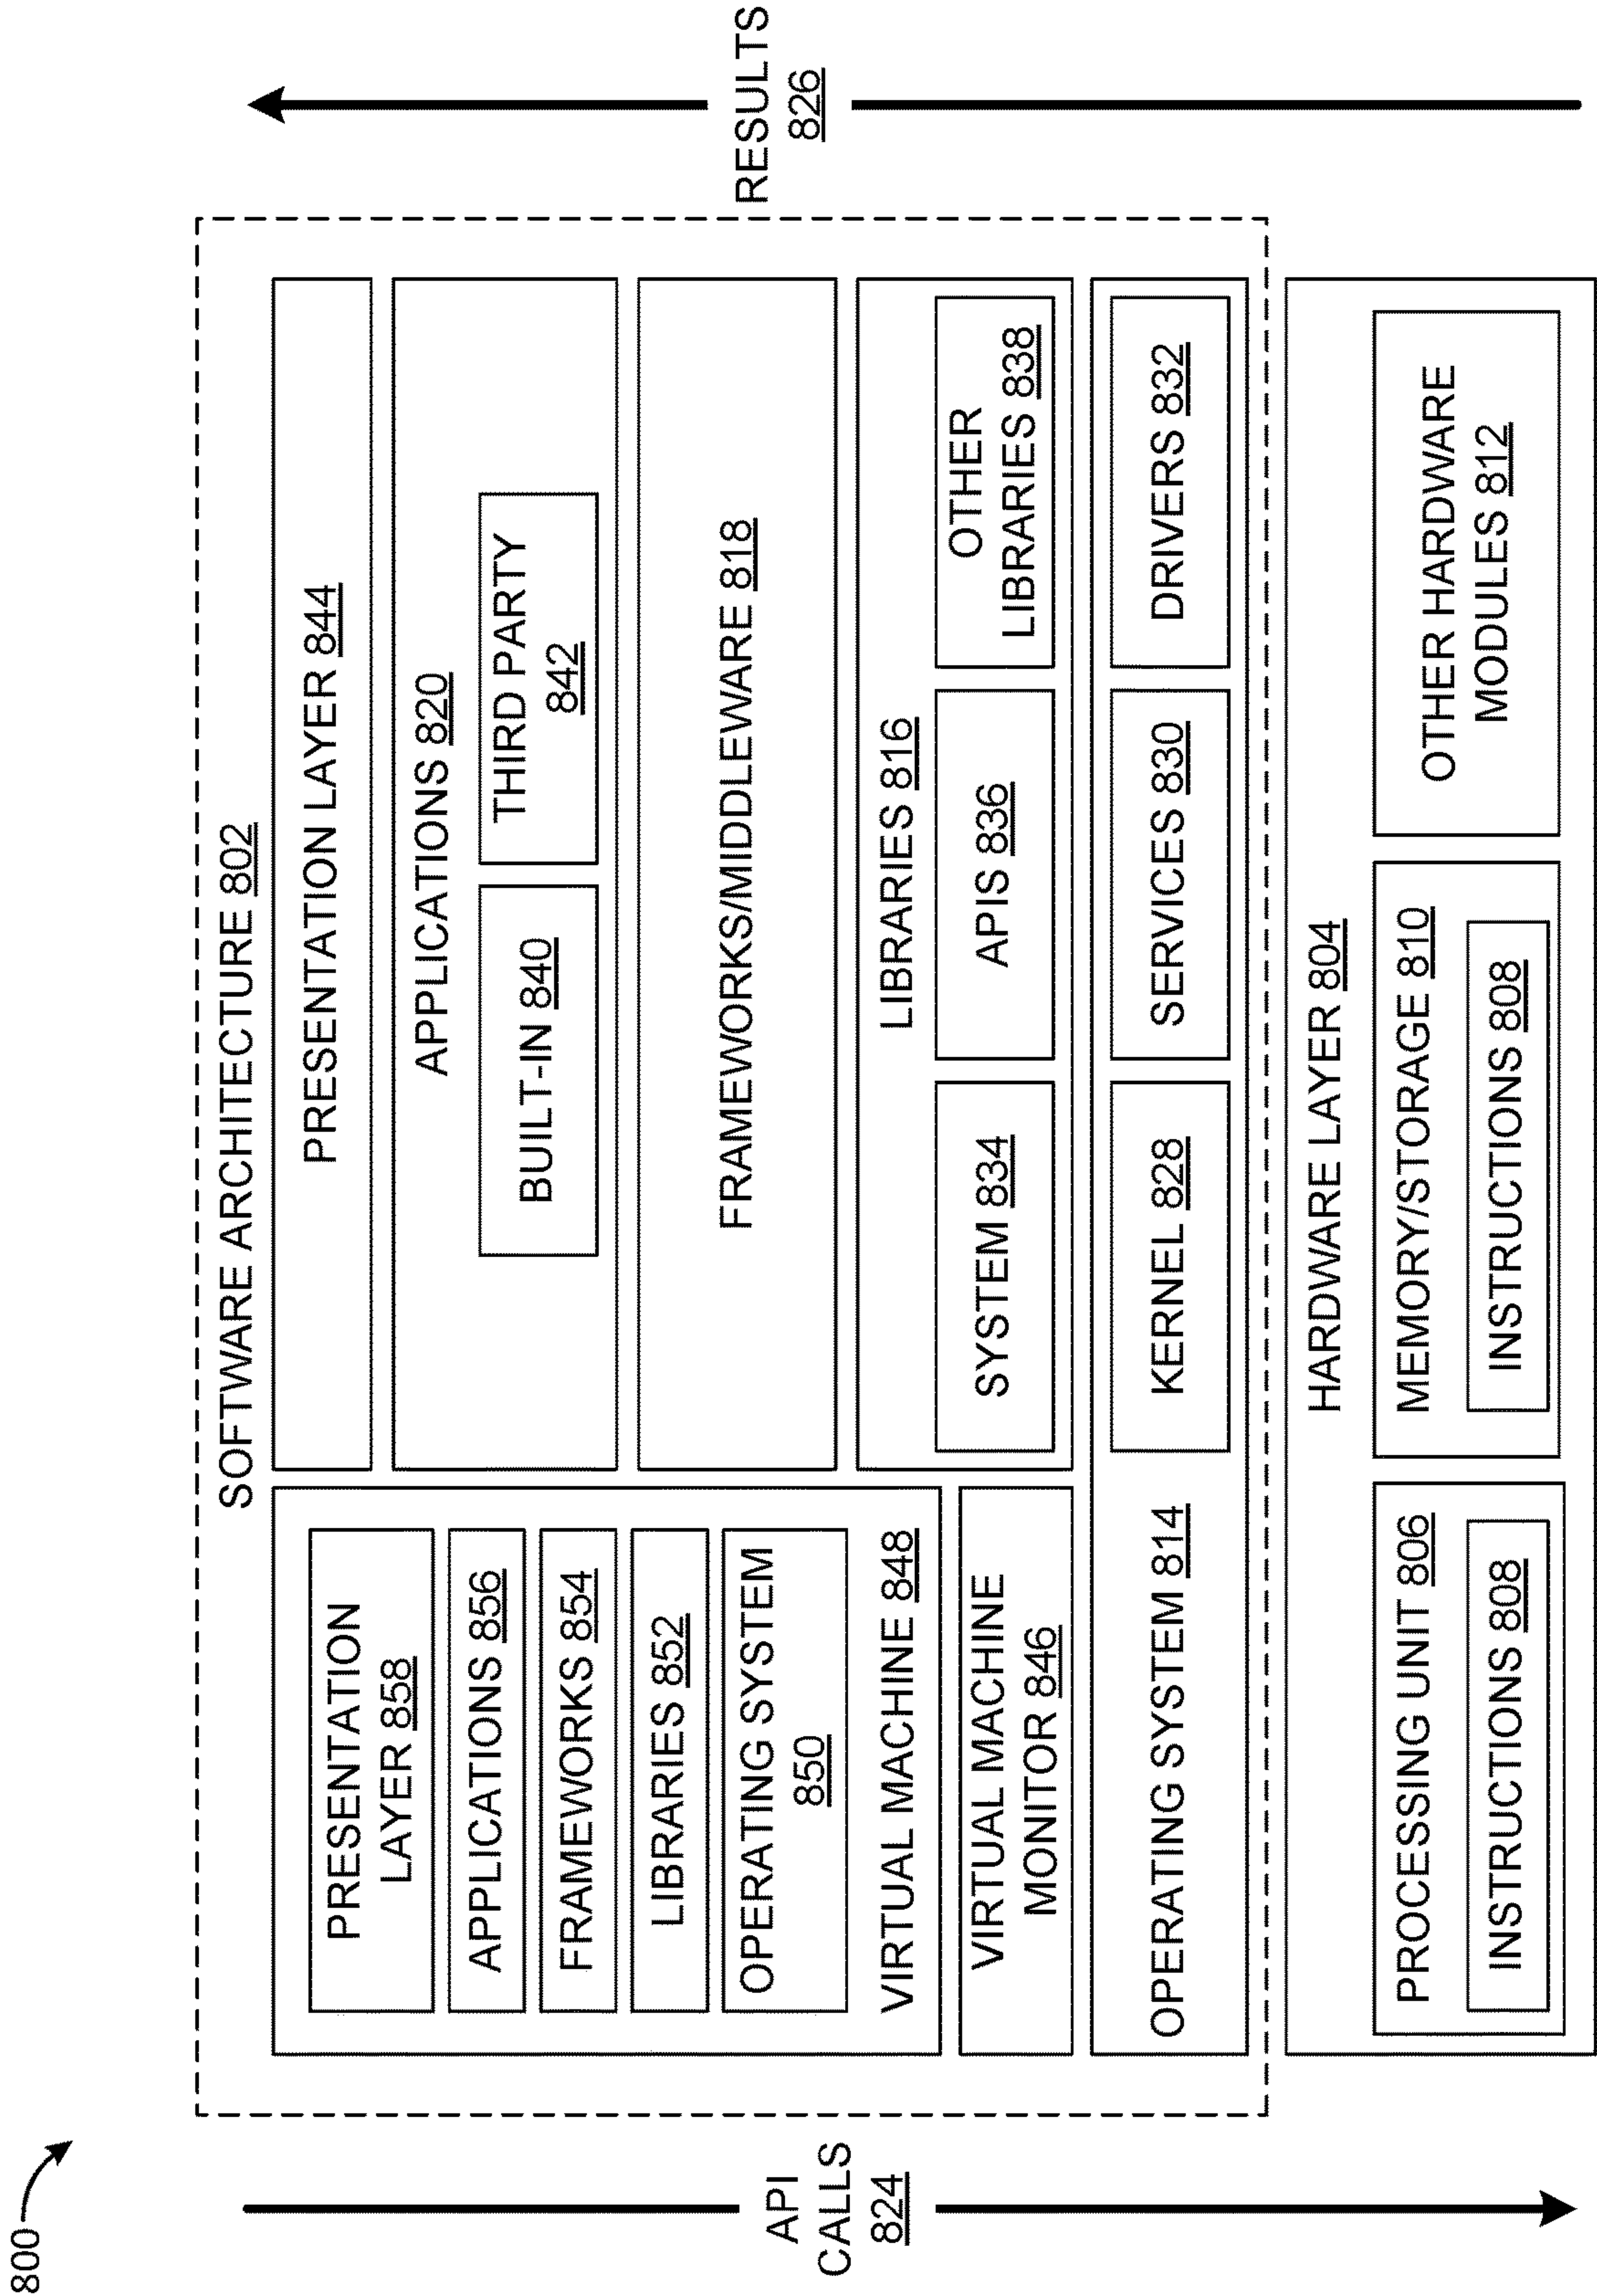 800
SOFTWARE ARCHITECTURE 802
PRESENTATION
LAYER 858
APPLICATIONS 856
FRAMEWORKS 854
LIBRARIES 852
OPERATING SYSTEM
850
VIRTUAL MACHINE 848
VIRTUAL MACHINE
MONITOR 846
PRESENTATION LAYER 844
APPLICATIONS 820
BUILT-IN 840
THIRD PARTY
842
FRAMEWORKS/MIDDLEWARE 818
LIBRARIES 816
SYSTEM 834
APIS 836
OTHER
LIBRARIES 838
OPERATING SYSTEM 814
KERNEL 828
SERVICES 830
DRIVERS 832
HARDWARE LAYER 804
PROCESSING UNIT 806
INSTRUCTIONS 808
MEMORY/STORAGE 810
INSTRUCTIONS 808
OTHER HARDWARE
MODULES 812
API
CALLS
824
RESULTS
826